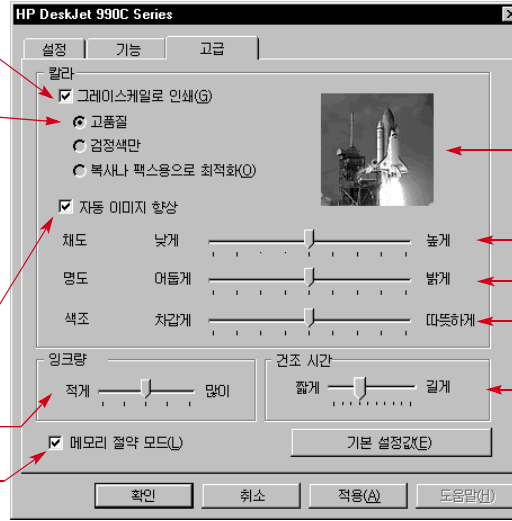 HP DeskJet 990C Series
설정 기능 고급
칼라
그레이스케일로 인쇄(G)
고품질
검정색만
복사나 팩스용으로 최적화(O)
자동 이미지 향상
채도 낮게 높게
명도 어둡게 밝게
색조 차갑게 따뜻하게
잉크량 건조 시간
적게 많이 짧게 길게
메모리 절약 모드(L) 기본 설정값(E)
확인 취소 적용(A) 도움말(H)